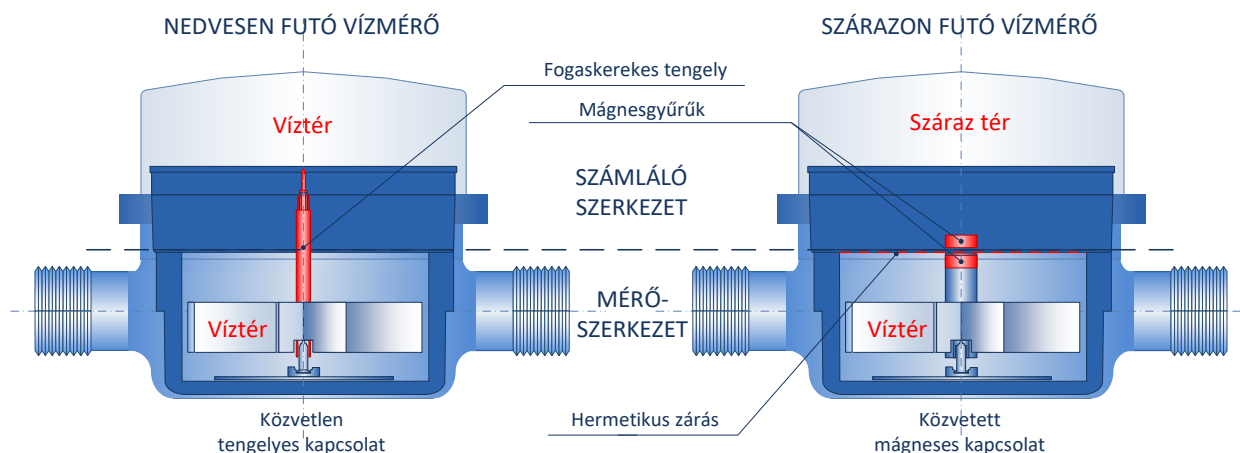 NEDVESEN FUTÓ VÍZMÉRŐ
SZÁRAZON FUTÓ VÍZMÉRŐ
Fogaskerekes tengely
Mágnesgyűrűk
Víztér
Száraz tér
SZÁMLÁLÓ
SZERKEZET
MÉRŐ-
SZERKEZET
Víztér
Víztér
Hermetikus zárás
Közvetlen
tengelyes kapcsolat
Közvetett
mágneses kapcsolat